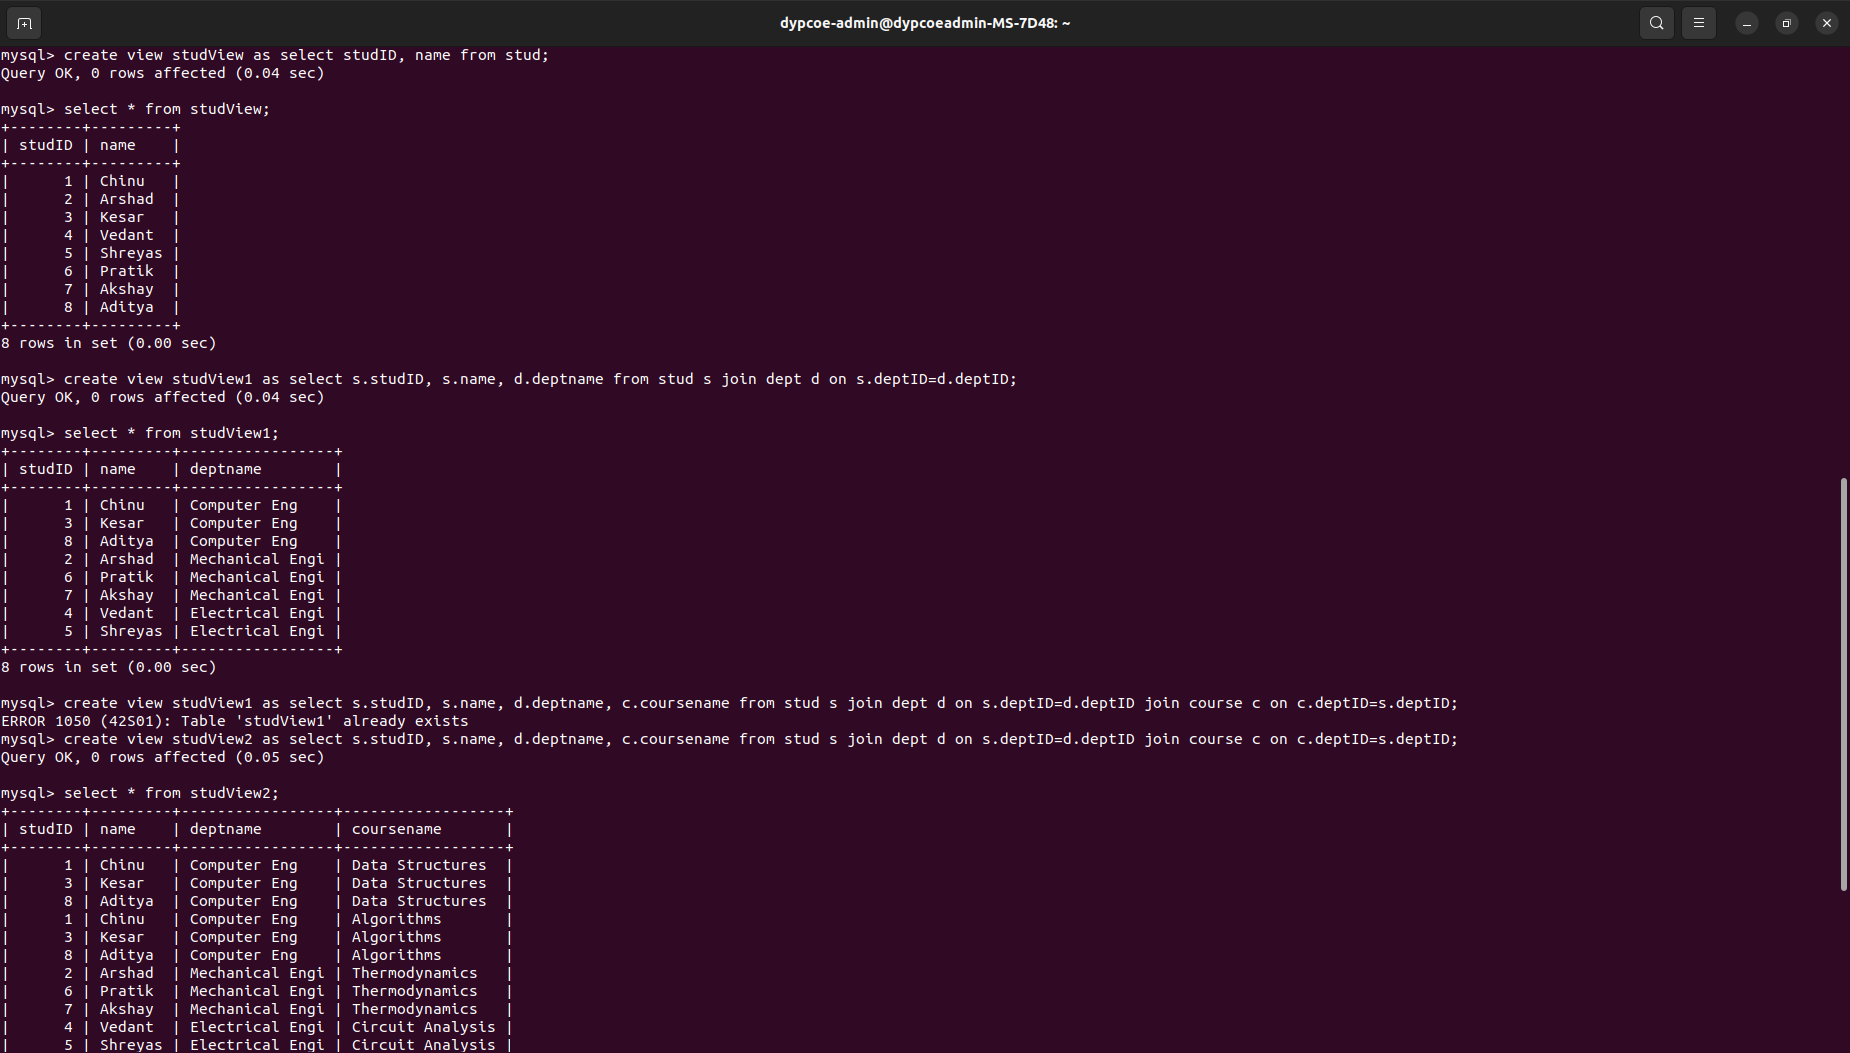 dypcoe-admin@dypcoeadmin-MS-7D48: ~
mysql> create view studView as select studID, name from stud;
Query OK, 0 rows affected (0.04 sec)
mysql> select * from studView;
+--------+---------+
| studID | name    |
+--------+---------+
|      1 | Chinu   |
|      2 | Arshad  |
|      3 | Kesar   |
|      4 | Vedant  |
|      5 | Shreyas |
|      6 | Pratik  |
|      7 | Akshay  |
|      8 | Aditya  |
+--------+---------+
8 rows in set (0.00 sec)
mysql> create view studView1 as select s.studID, s.name, d.deptname from stud s join dept d on s.deptID=d.deptID;
Query OK, 0 rows affected (0.04 sec)
mysql> select * from studView1;
+--------+---------+-----------------+
| studID | name    | deptname        |
+--------+---------+-----------------+
|      1 | Chinu   | Computer Eng    |
|      3 | Kesar   | Computer Eng    |
|      8 | Aditya  | Computer Eng    |
|      2 | Arshad  | Mechanical Engi |
|      6 | Pratik  | Mechanical Engi |
|      7 | Akshay  | Mechanical Engi |
|      4 | Vedant  | Electrical Engi |
|      5 | Shreyas | Electrical Engi |
+--------+---------+-----------------+
8 rows in set (0.00 sec)
mysql> create view studView1 as select s.studID, s.name, d.deptname, c.coursename from stud s join dept d on s.deptID=d.deptID join course c on c.deptID=s.deptID;
ERROR 1050 (42S01): Table 'studView1' already exists
mysql> create view studView2 as select s.studID, s.name, d.deptname, c.coursename from stud s join dept d on s.deptID=d.deptID join course c on c.deptID=s.deptID;
Query OK, 0 rows affected (0.05 sec)
mysql> select * from studView2;
+--------+---------+-----------------+------------------+
| studID | name    | deptname        | coursename       |
+--------+---------+-----------------+------------------+
|      1 | Chinu   | Computer Eng    | Data Structures  |
|      3 | Kesar   | Computer Eng    | Data Structures  |
|      8 | Aditya  | Computer Eng    | Data Structures  |
|      1 | Chinu   | Computer Eng    | Algorithms       |
|      3 | Kesar   | Computer Eng    | Algorithms       |
|      8 | Aditya  | Computer Eng    | Algorithms       |
|      2 | Arshad  | Mechanical Engi | Thermodynamics   |
|      6 | Pratik  | Mechanical Engi | Thermodynamics   |
|      7 | Akshay  | Mechanical Engi | Thermodynamics   |
|      4 | Vedant  | Electrical Engi | Circuit Analysis |
|      5 | Shreyas | Electrical Engi | Circuit Analysis |